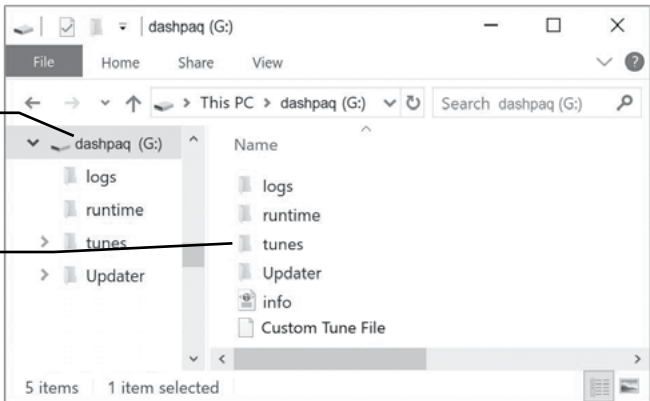 dashpaq (G:)
File Home Share View
This PC > dashpaq (G:) Search dashpaq (G:)
dashpaq (G:)
logs
runtime
tunes
Updater
Name
logs
runtime
tunes
Updater
info
Custom Tune File
5 items 1 item selected